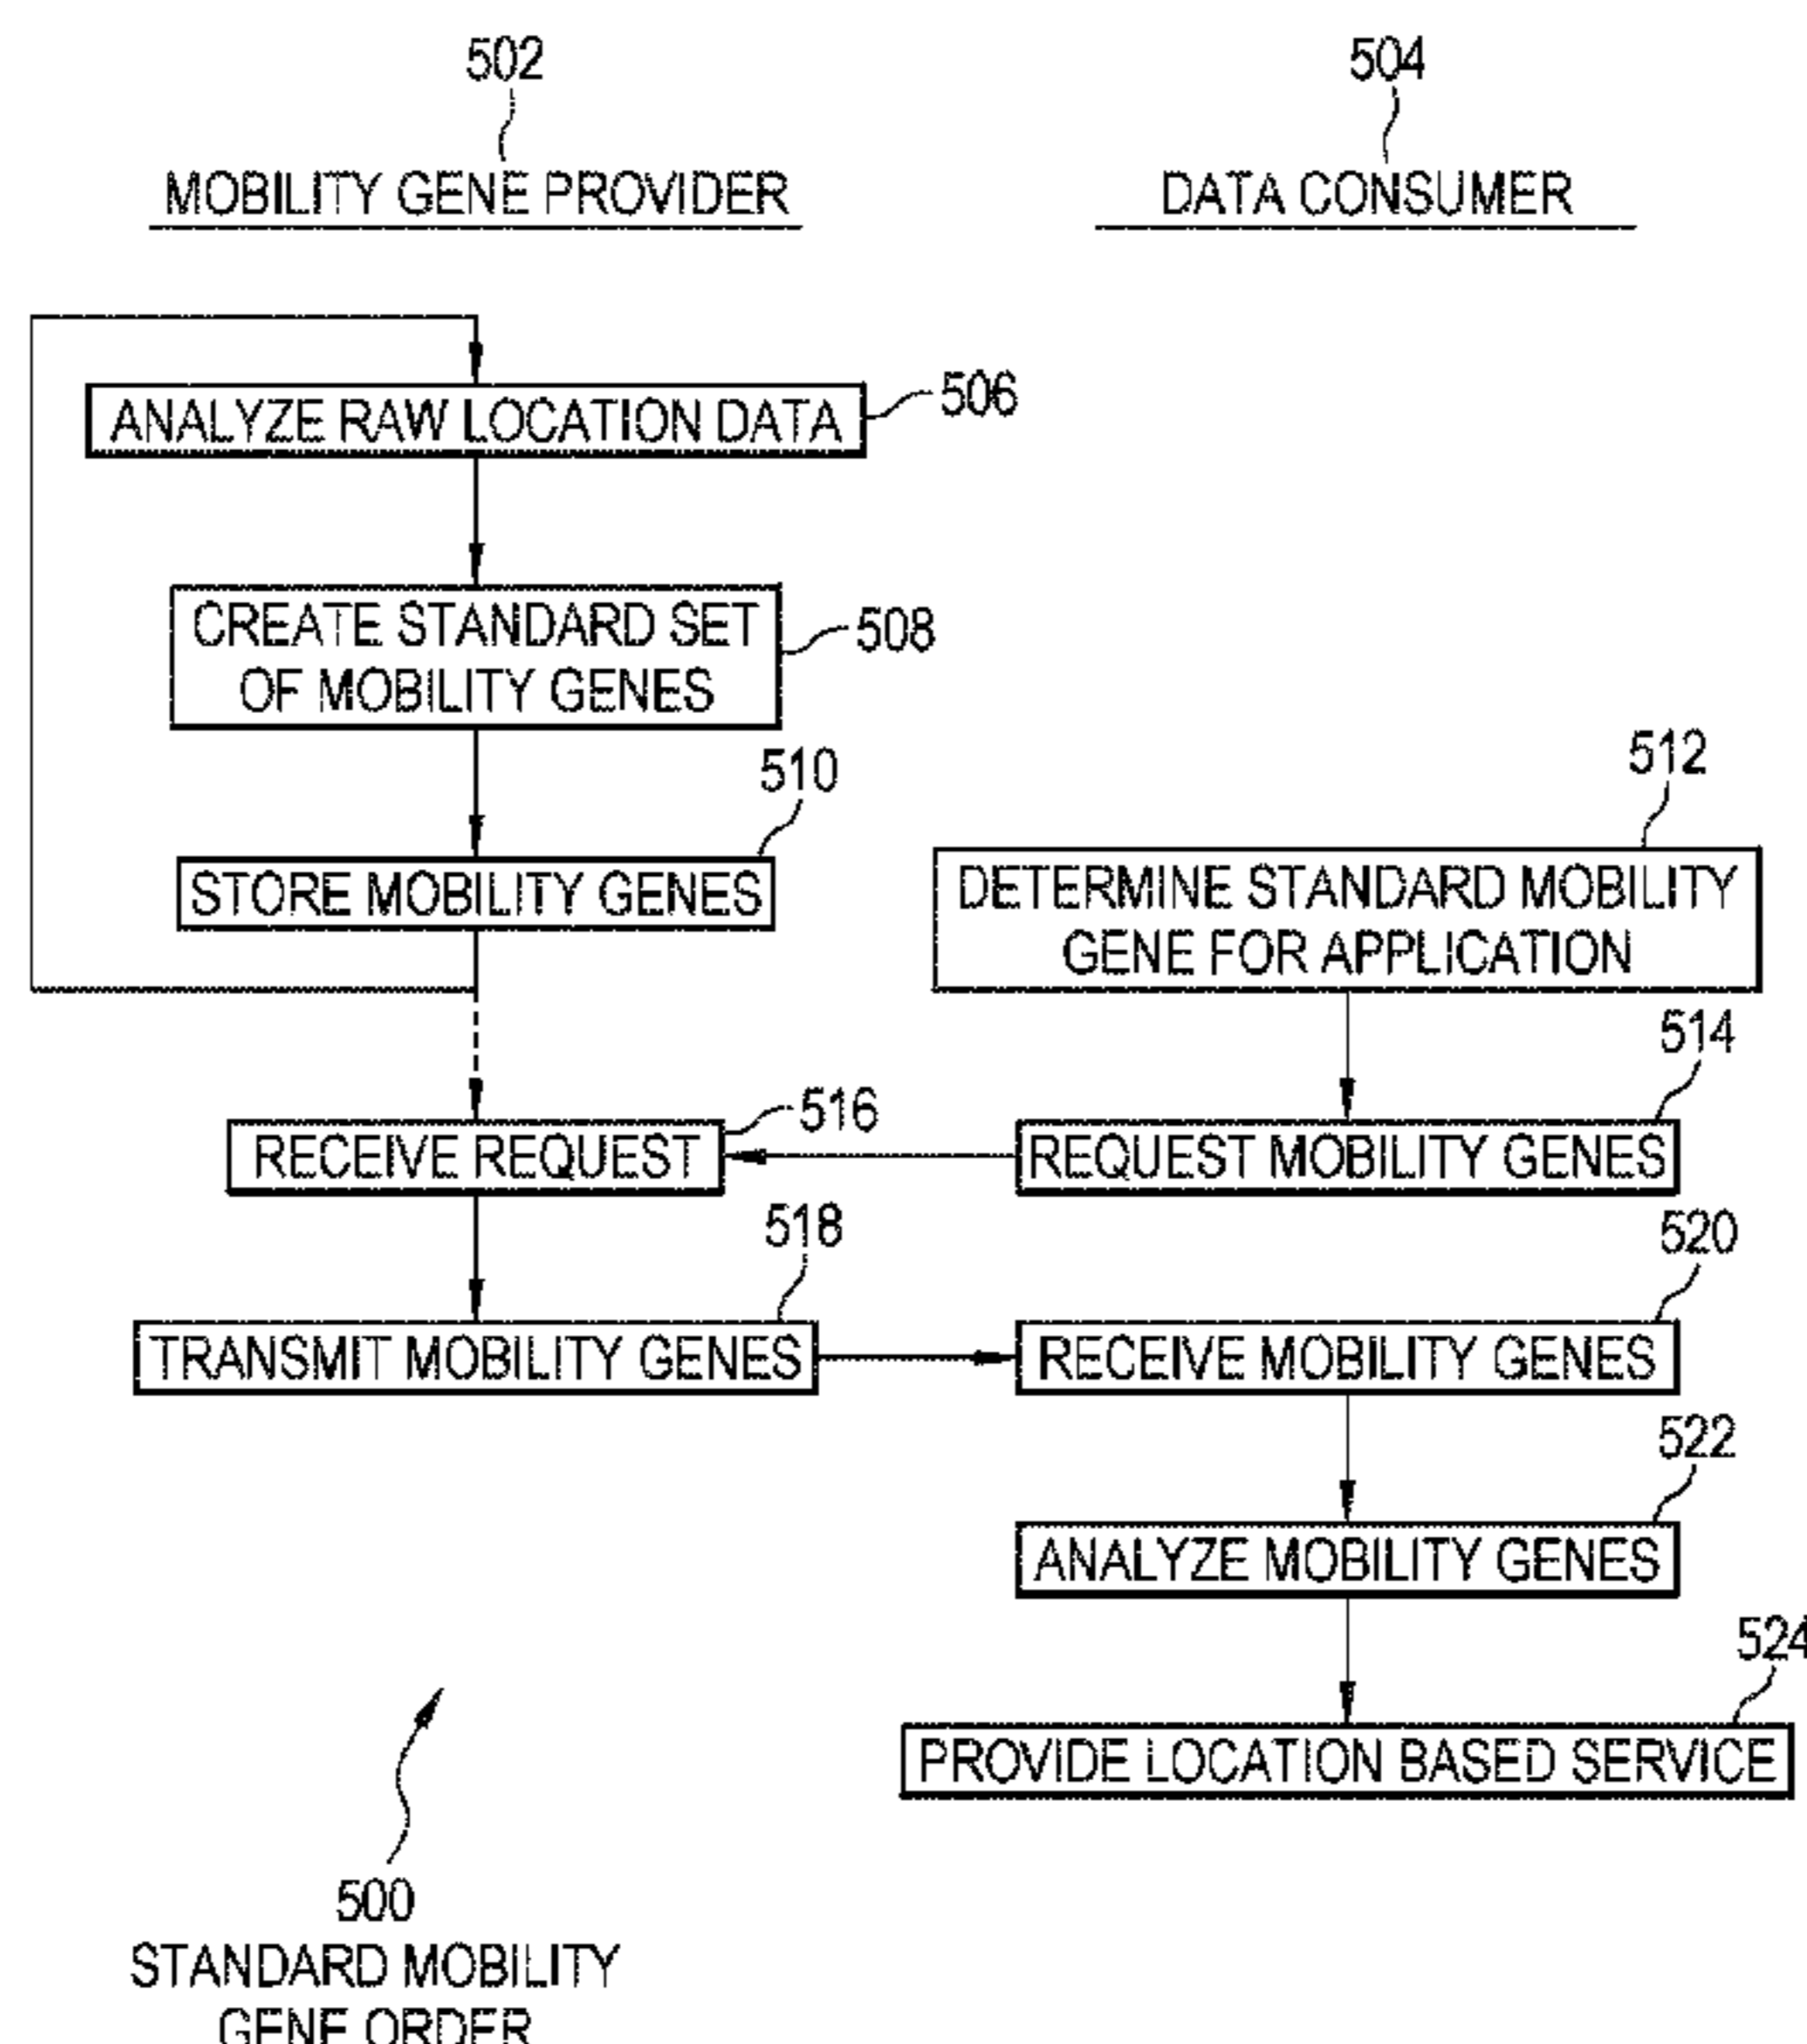 502
504
MOBILITY GENE PROVIDER
DATA CONSUMER
ANALYZE RAW LOCATION DATA
506
CREATE STANDARD SET
OF MOBILITY GENES
508
510
STORE MOBILITY GENES
512
DETERMINE STANDARD MOBILITY
GENE FOR APPLICATION
514
516
RECEIVE REQUEST
REQUEST MOBILITY GENES
518
520
TRANSMIT MOBILITY GENES
RECEIVE MOBILITY GENES
522
ANALYZE MOBILITY GENES
524
PROVIDE LOCATION BASED SERVICE
500
STANDARD MOBILITY
GENE ORDER